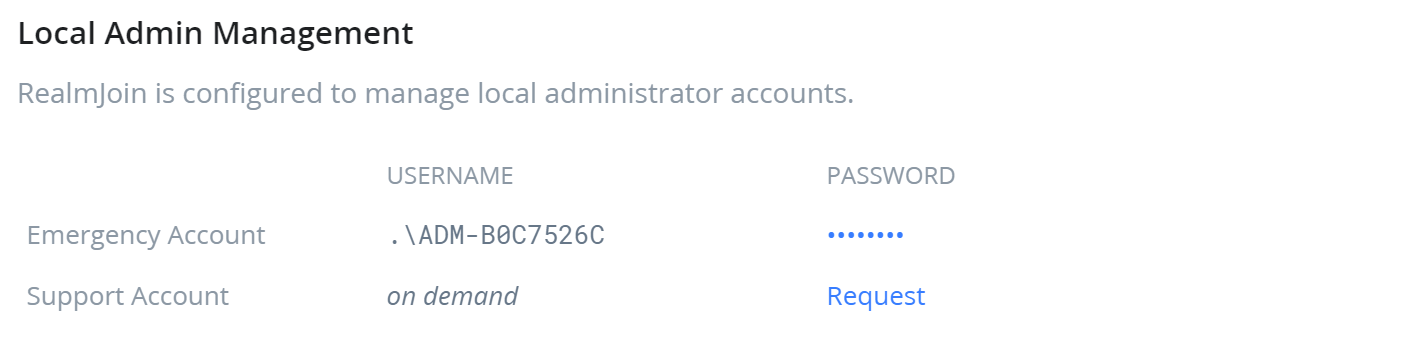 Local Admin Management
RealmJoin is configured to manage local administrator accounts.
USERNAME PASSWORD
Emergency Account .\ADM-B0C7526C ••••••••
Support Account on demand Request